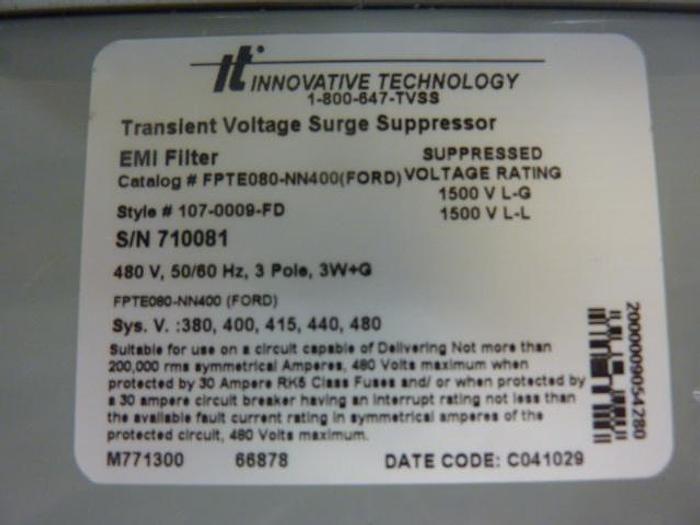 it. INNOVATIVE TECHNOLOGY
1-800-647-TVSS
Transient Voltage Surge Suppressor
EMI Filter
SUPPRESSED
VOLTAGE RATING
1500 V L-G
1500 V L-L
Catalog # FPTE080-NN400(FORD)
Style # 107-0009-FD
S/N 710081
480 V, 50/60 Hz, 3 Pole, 3W+G
FPTE080-NN400 (FORD)
Sys. V. :380, 400, 415, 440, 480
Suitable for use on a circuit capable of Delivering Not more than
200,000 rms symmetrical Amperes, 480 Volts maximum when
protected by 30 Ampere RK5 Class Fuses and/ or when protected by
a 30 ampere circuit breaker having an interrupt rating not less than
the available fault current rating in symmetrical amperes of the
protected circuit, 480 Volts maximum.
M771300 66878 DATE CODE: C041029
2000009054280